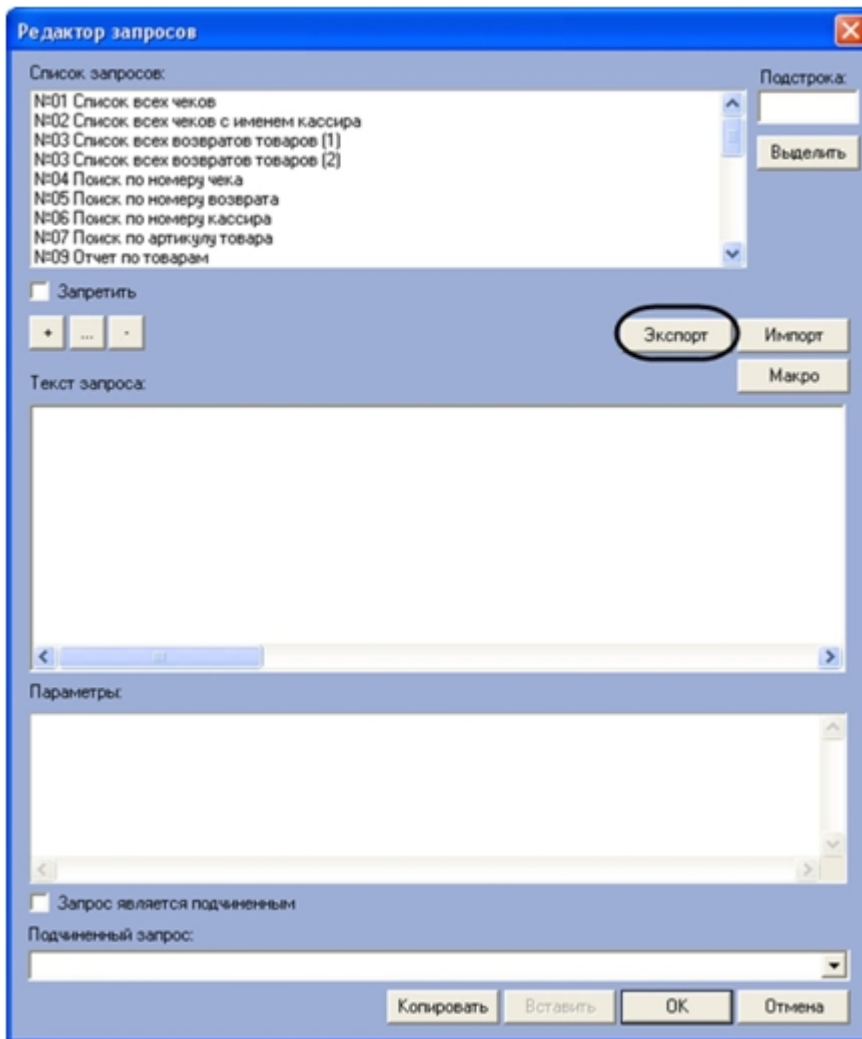 Редактор запросов
Список запросов:
Подстрока:
№01 Список всех чеков
№02 Список всех чеков с именем кассира
№03 Список всех возвратов товаров (1)
№03 Список всех возвратов товаров (2)
№04 Поиск по номеру чека
№05 Поиск по номеру возврата
№06 Поиск по номеру кассира
№07 Поиск по артикулу товара
№09 Отчет по товарам
Выделить
Запретить
+ ... -
Экспорт Импорт
Макро
Текст запроса:
Параметры:
Запрос является подчиненным
Подчиненный запрос:
Копировать Вставить OK Отмена